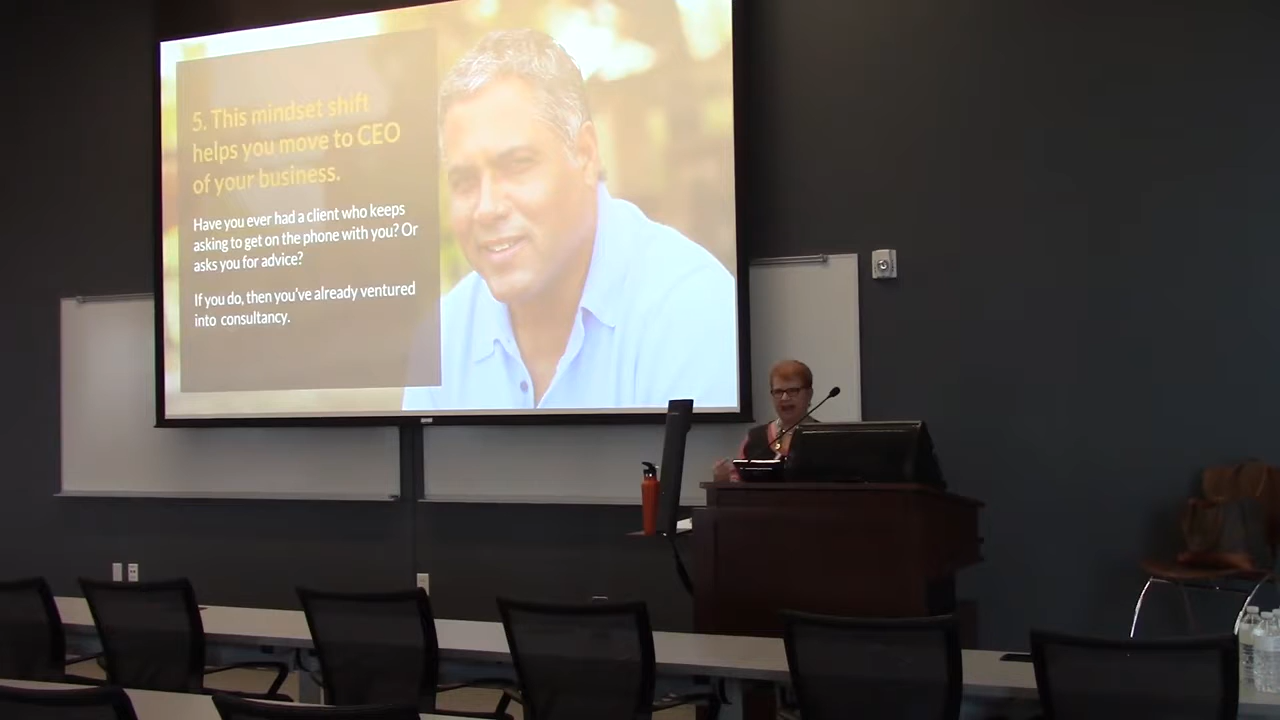 5. This mindset shift
helps you move to CEO
of your business.
Have you ever had a client who keeps
asking to get on the phone with you? Or
asks you for advice?
If you do, then you've already ventured
into consultancy.